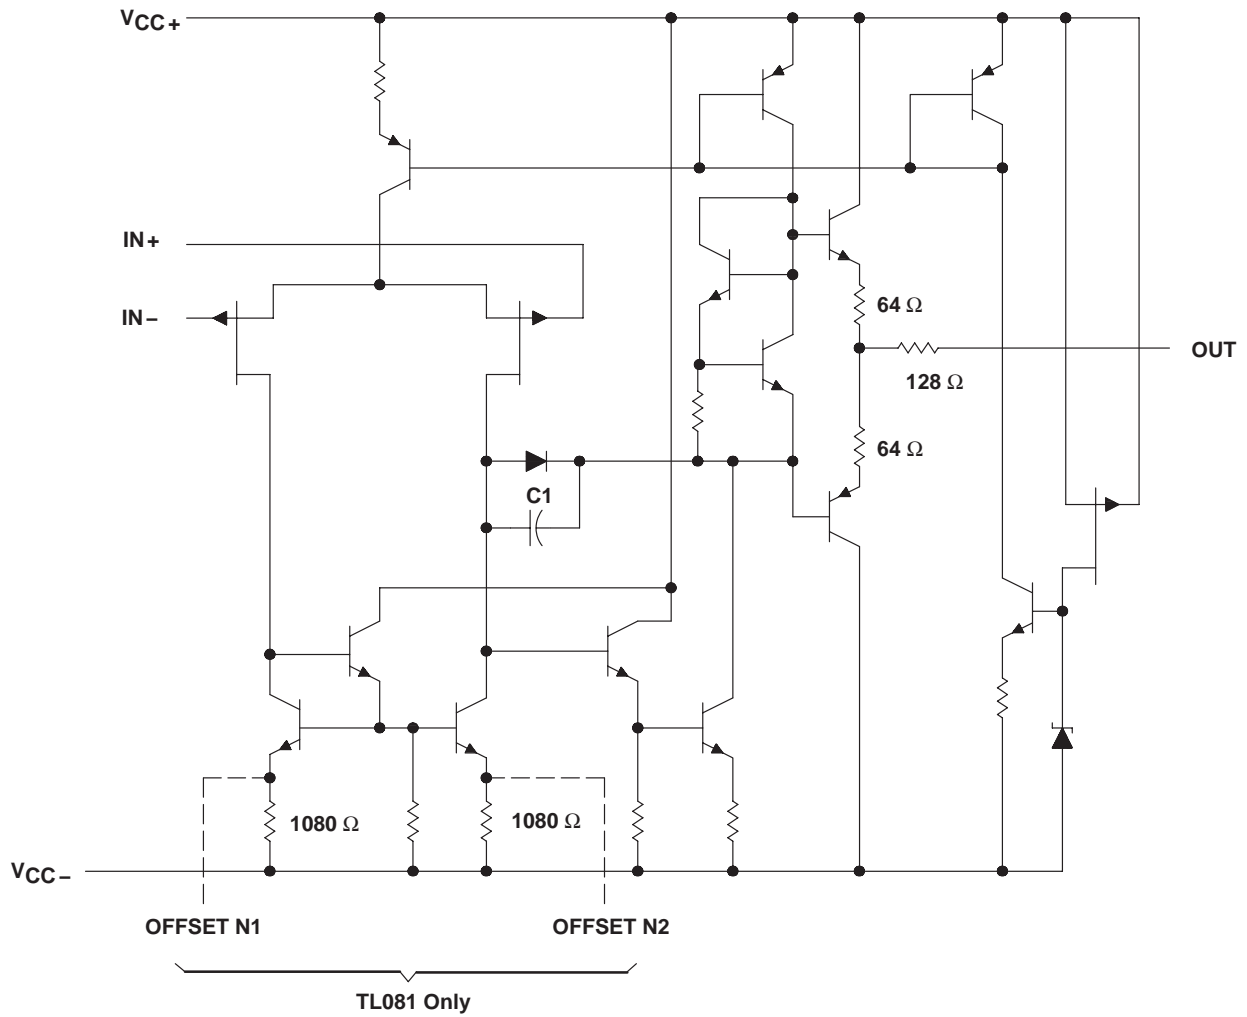 VCC+
IN+
IN−
64 Ω
OUT
128 Ω
64 Ω
C1
1080 Ω
1080 Ω
VCC−
OFFSET N1
OFFSET N2
TL081 Only